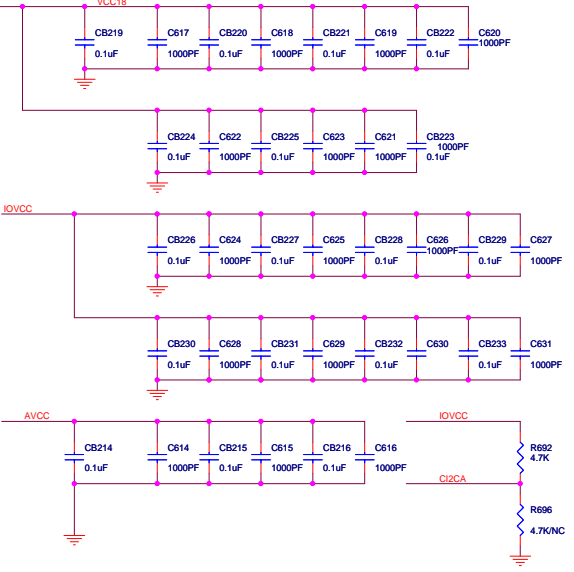 VCC18
CB219 C617 CB220 C618 CB221 C619 CB222 C620
0.1uF 1000PF 0.1uF 1000PF 0.1uF 1000PF 0.1uF 1000PF
CB224 C622 CB225 C623 C621 CB223
1000PF
0.1uF 1000PF 0.1uF 1000PF 1000PF 0.1uF
IOVCC
CB226 C624 CB227 C625 CB228 C626 CB229 C627
0.1uF 1000PF 0.1uF 1000PF 0.1uF 1000PF 0.1uF 1000PF
CB230 C628 CB231 C629 CB232 C630 CB233 C631
0.1uF 1000PF 0.1uF 1000PF 0.1uF 0.1uF 1000PF
AVCC IOVCC
CB214 C614 CB215 C615 CB216 C616 R692
0.1uF 1000PF 0.1uF 1000PF 0.1uF 1000PF 4.7K
CI2CA
R696
4.7K/NC